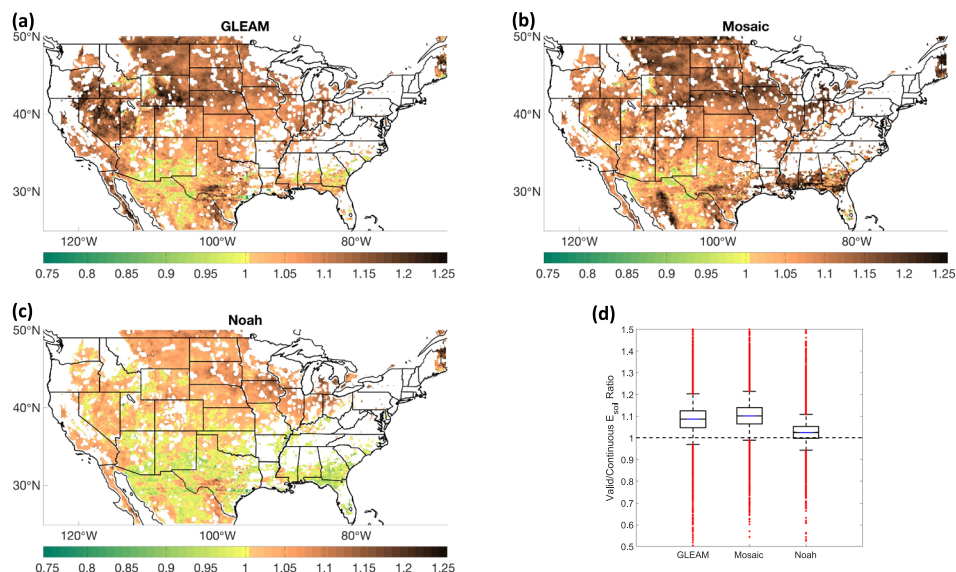 (a)
GLEAM
50°N
40°N
30°N
120°W 100°W 80°W
0.75 0.8 0.85 0.9 0.95 1 1.05 1.1 1.15 1.2 1.25
(b)
Mosaic
50°N
40°N
30°N
120°W 100°W 80°W
0.75 0.8 0.85 0.9 0.95 1 1.05 1.1 1.15 1.2 1.25
(c)
Noah
50°N
40°N
30°N
120°W 100°W 80°W
0.75 0.8 0.85 0.9 0.95 1 1.05 1.1 1.15 1.2 1.25
(d)
Valid/Continuous E_soil Ratio
1.5
1.4
1.3
1.2
1.1
1
0.9
0.8
0.7
0.6
0.5
GLEAM Mosaic Noah